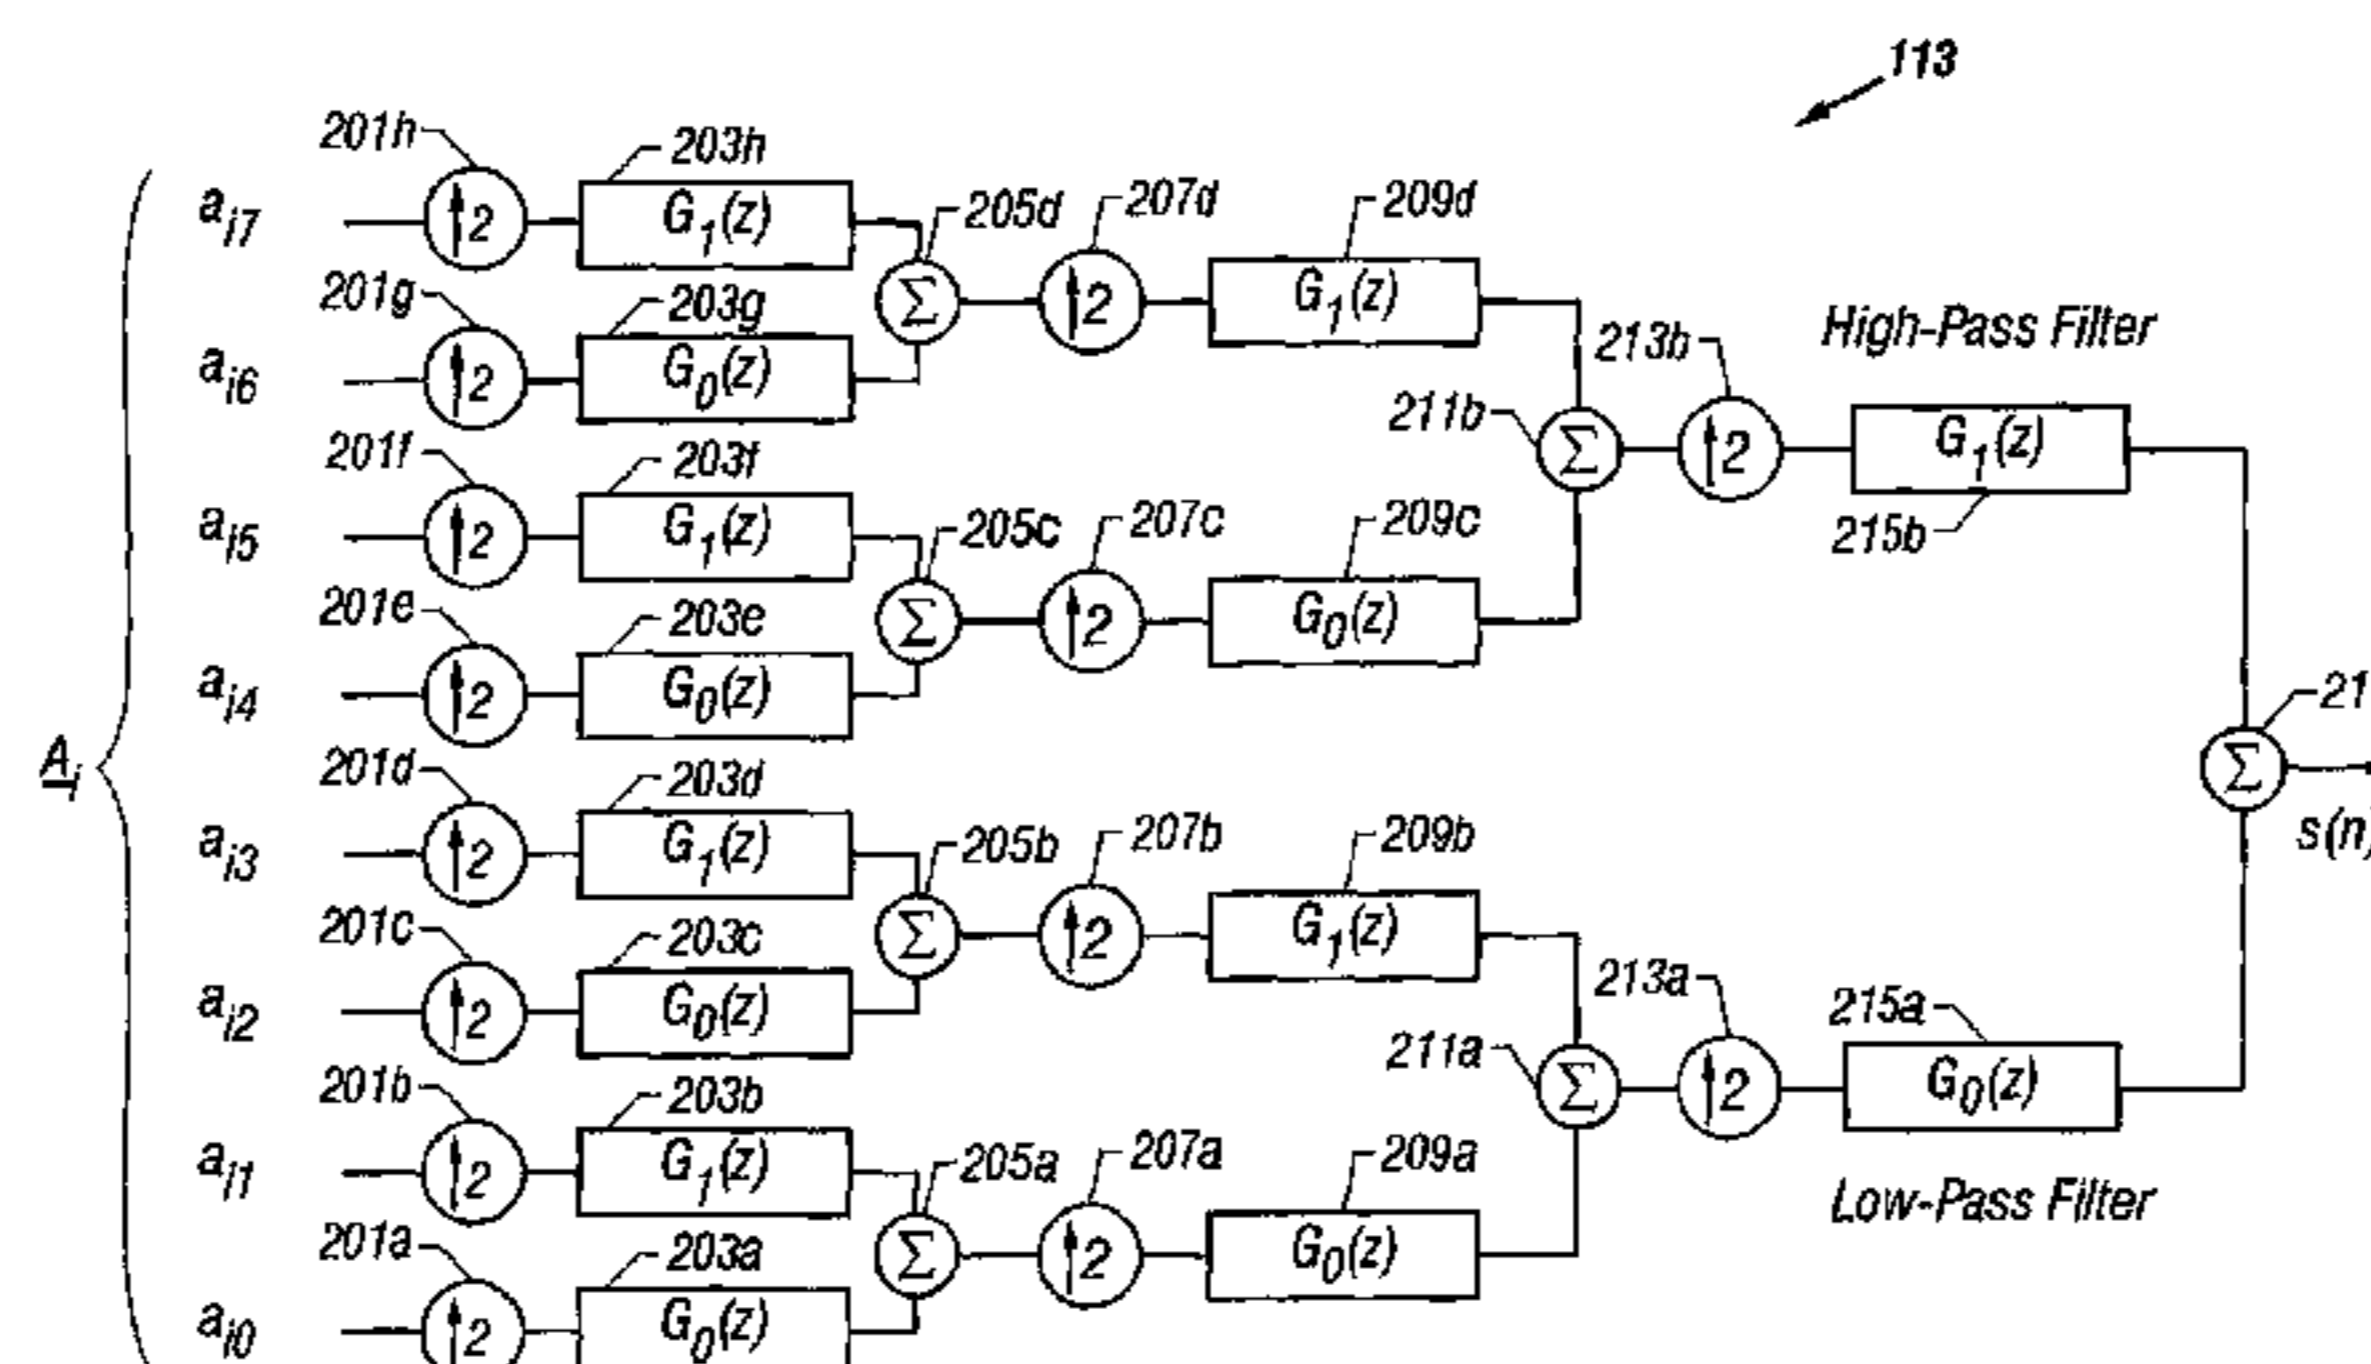 113
201h
203h
a_i7
↑2
G_1(z)
205d
207d
209d
201g
203g
Σ
↑2
G_1(z)
a_i6
↑2
G_0(z)
High-Pass Filter
213b
201f
203f
211b
Σ
↑2
G_1(z)
a_i5
↑2
G_1(z)
205c
207c
209c
215b
201e
203e
Σ
↑2
G_0(z)
a_i4
↑2
G_0(z)
21
A_i
201d
203d
Σ
s(n)
a_i3
↑2
G_1(z)
205b
207b
209b
201c
203c
Σ
↑2
G_1(z)
a_i2
↑2
G_0(z)
213a
215a
201b
203b
211a
Σ
↑2
G_0(z)
a_i1
↑2
G_1(z)
205a
207a
209a
Low-Pass Filter
201a
203a
Σ
↑2
G_0(z)
a_i0
↑2
G_0(z)